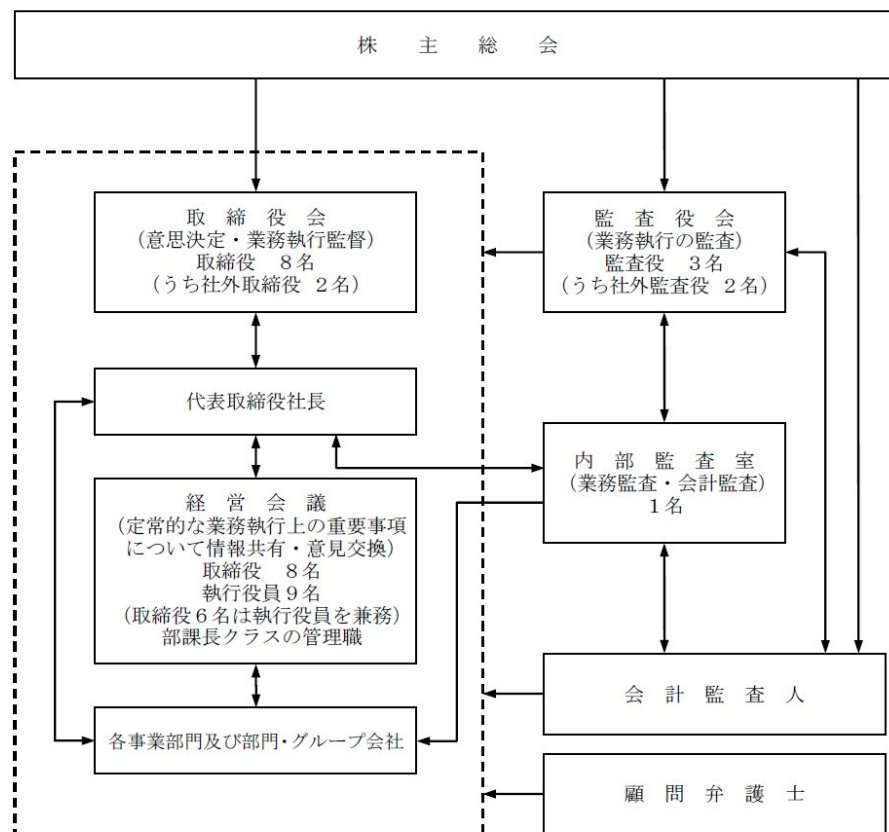 株主総会
取締役会
(意思決定・業務執行監督)
取締役 8名
(うち社外取締役 2名)
監査役会
(業務執行の監査)
監査役 3名
(うち社外監査役 2名)
代表取締役社長
内部監査室
(業務監査・会計監査)
1名
経営会議
(定常的な業務執行上の重要事項
について情報共有・意見交換)
取締役 8名
執行役員9名
(取締役6名は執行役員を兼務)
部課長クラスの管理職
会計監査人
各事業部門及び部門・グループ会社
顧問弁護士